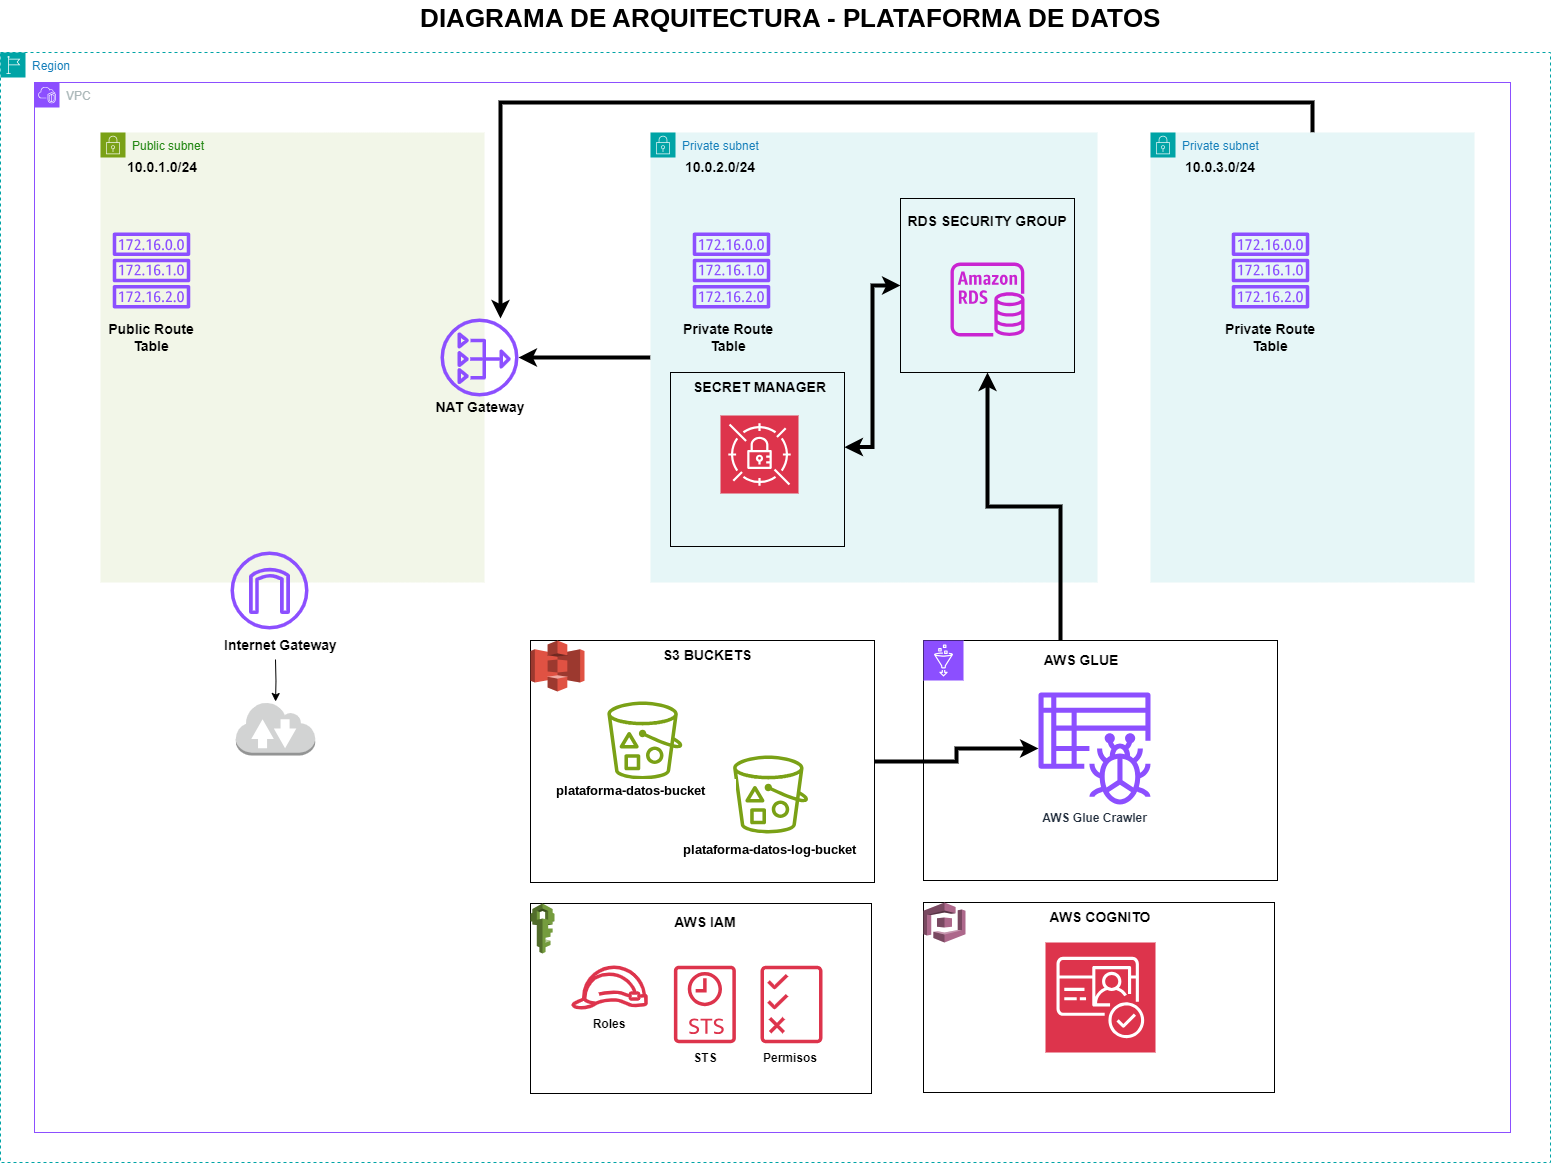 DIAGRAMA DE ARQUITECTURA - PLATAFORMA DE DATOS
Region
VPC
Public subnet
10.0.1.0/24
172.16.0.0
172.16.1.0
172.16.2.0
Public Route
Table
NAT Gateway
Internet Gateway
Private subnet
10.0.2.0/24
172.16.0.0
172.16.1.0
172.16.2.0
Private Route
Table
SECRET MANAGER
RDS SECURITY GROUP
Amazon
RDS
Private subnet
10.0.3.0/24
172.16.0.0
172.16.1.0
172.16.2.0
Private Route
Table
S3 BUCKETS
plataforma-datos-bucket
plataforma-datos-log-bucket
AWS GLUE
AWS Glue Crawler
AWS IAM
Roles
STS
STS
Permisos
AWS COGNITO